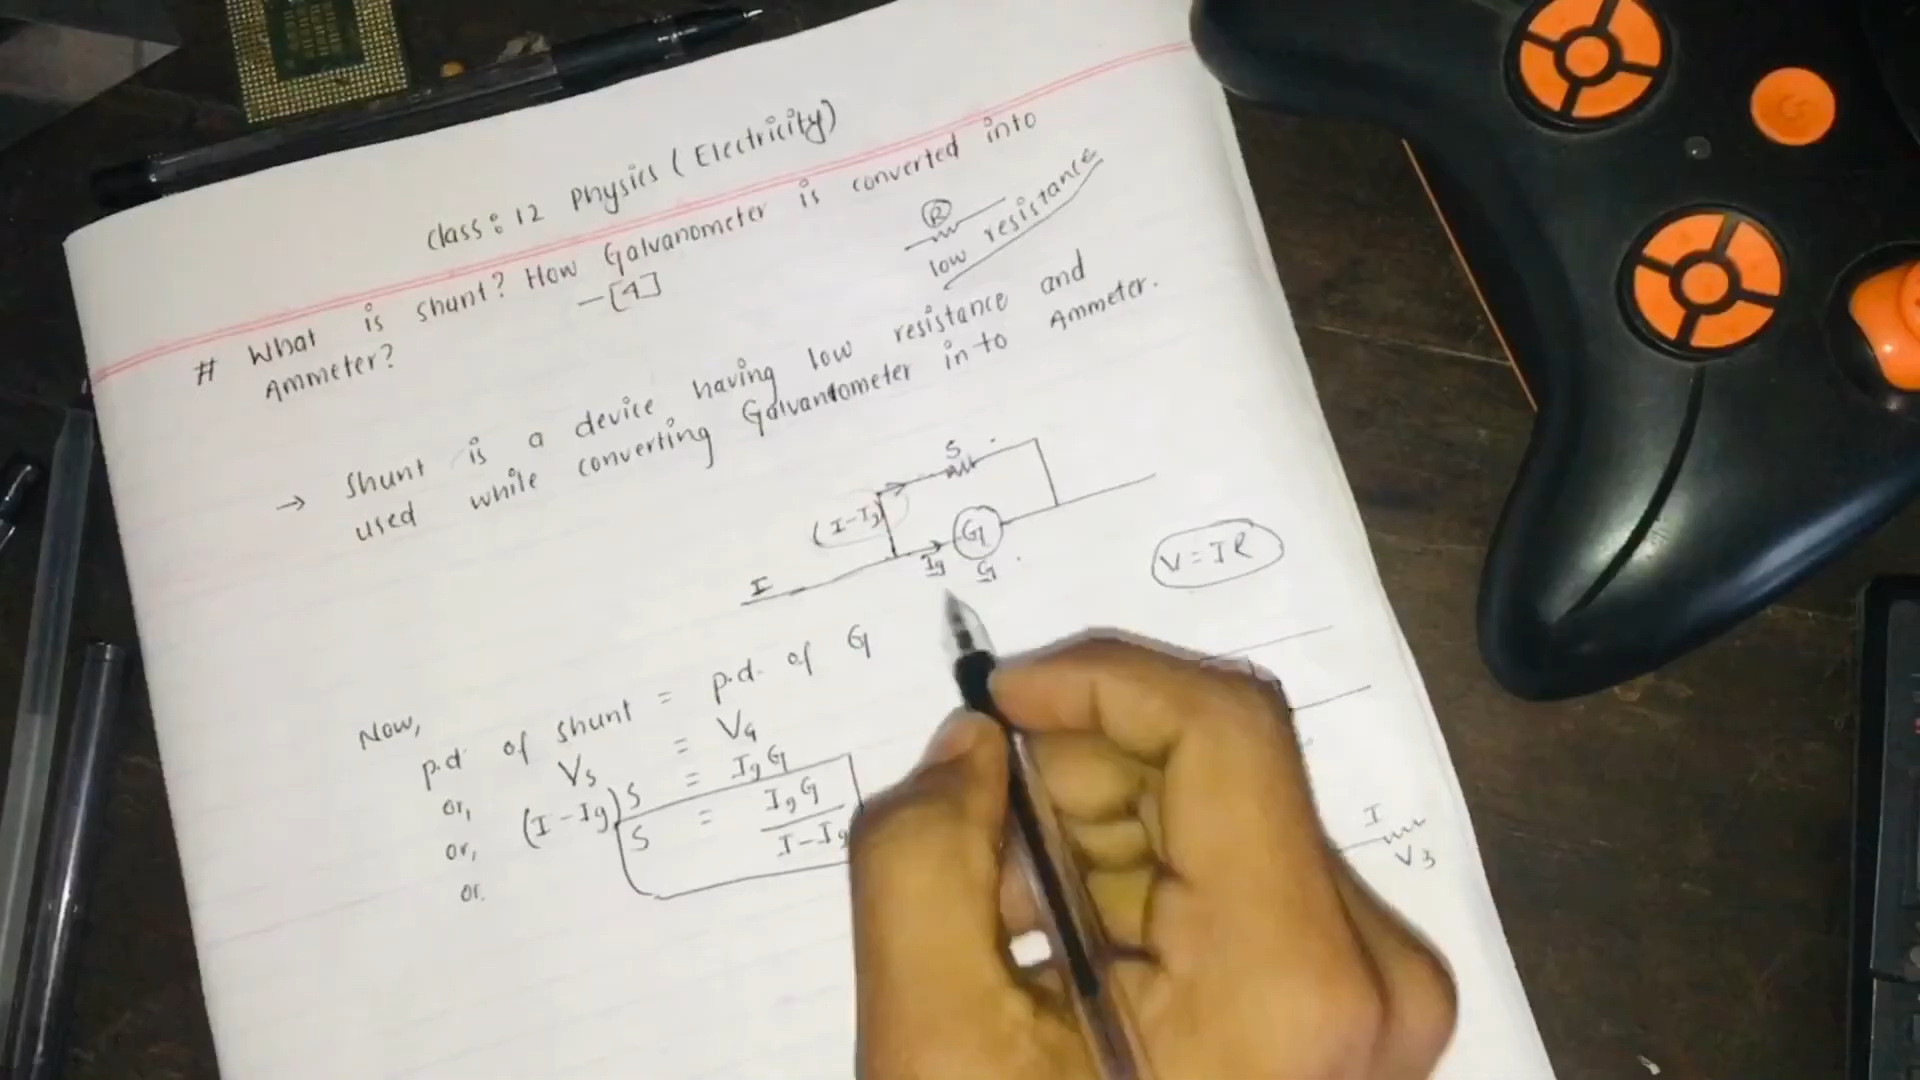 Class: 12 Physics (Electricity)
# What is shunt? How Galvanometer is converted into
Ammeter? -[4]
R
low resistance
→ Shunt is a device, having low resistance and
used while converting Galvanometer in to Ammeter.
S
(I-Ig)
G
I
Ig
G
V=IR
Now,
p.d. of shunt = p.d. of G
or, Vs = VG
or, (I-Ig)S = IgG
or. S = IgG / I-Ig
I
V3